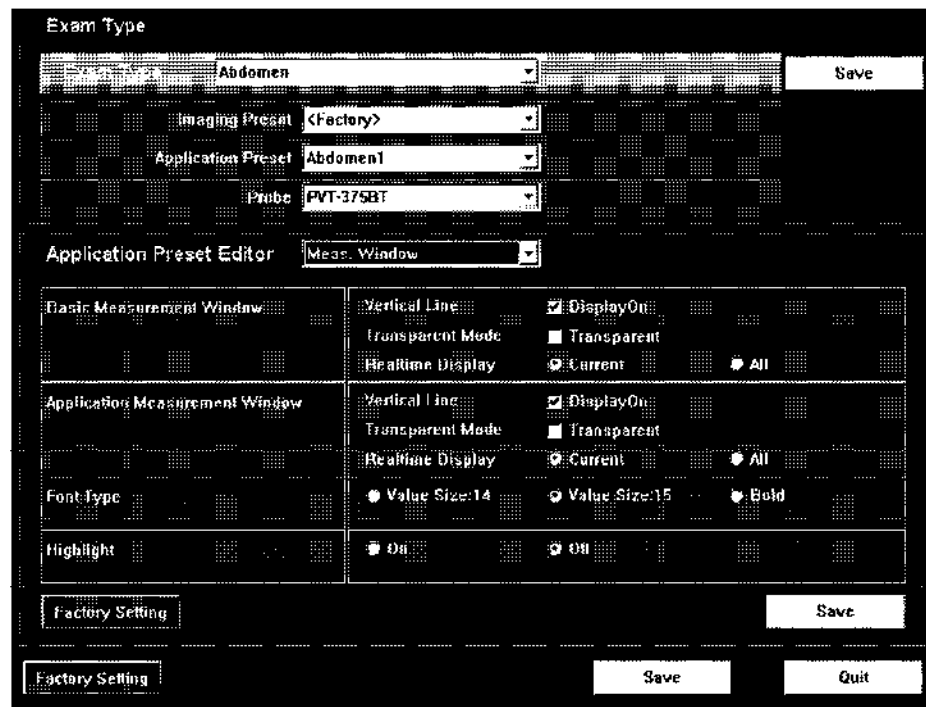 Exam Type
Exam Type Abdomen Save
Imaging Preset <Factory>
Application Preset Abdomen1
Probe PVT-375BT
Application Preset Editor Meas. Window
Basic Measurement Window Vertical Line DisplayOn
Transparent Mode Transparent
Realtime Display Current All
Application Measurement Window Vertical Line DisplayOn
Transparent Mode Transparent
Realtime Display Current All
Font Type Value Size:14 Value Size:15 Bold
Highlight On Off
Factory Setting Save
Factory Setting Save Quit